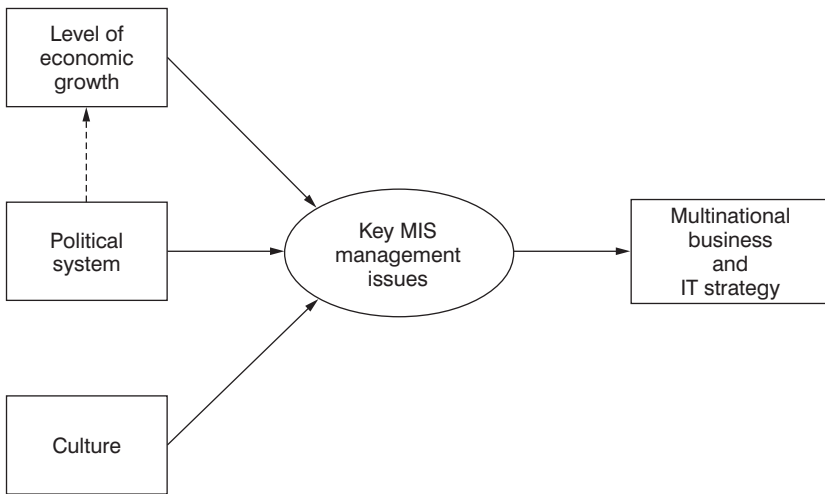 Level of
economic
growth
Political
system
Culture
Key MIS
management
issues
Multinational
business
and
IT strategy